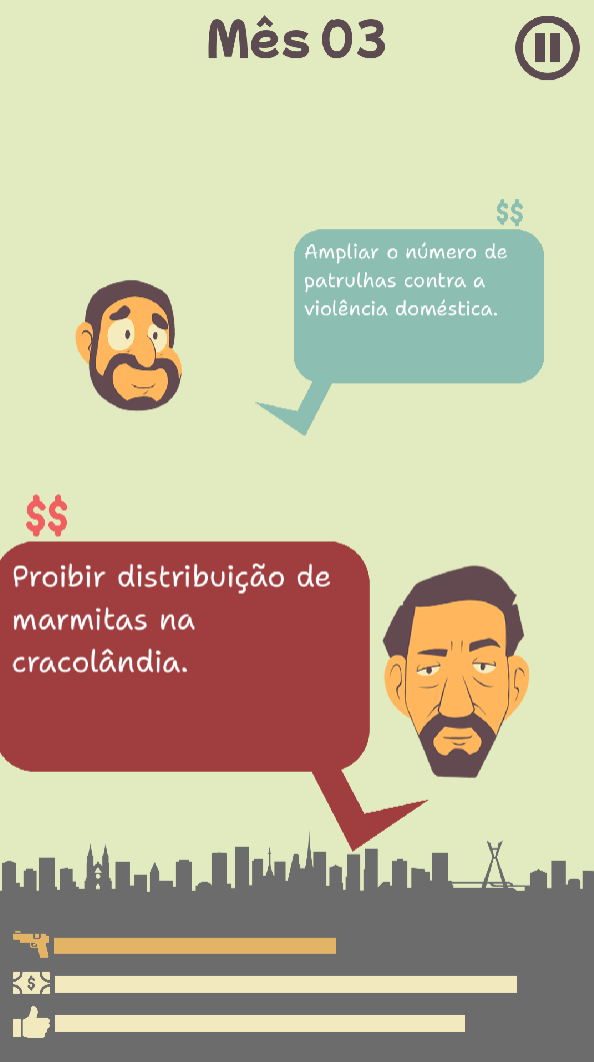 Mês 03
$$
Ampliar o número de
patrulhas contra a
violência doméstica.
$$
Proibir distribuição de
marmitas na
cracolândia.
$